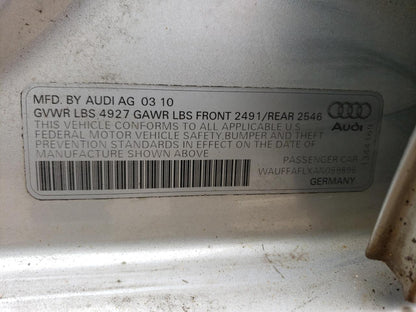 MFD. BY AUDI AG 03 10
GVWR LBS 4927 GAWR LBS FRONT 2491/REAR 2546
THIS VEHICLE CONFORMS TO ALL APPLICABLE U.S.
FEDERAL MOTOR VEHICLE SAFETY,BUMPER AND THEFT
PREVENTION STANDARDS IN EFFECT ON THE DATE OF
MANUFACTURE SHOWN ABOVE.
Audi
PASSENGER CAR
GERMANY